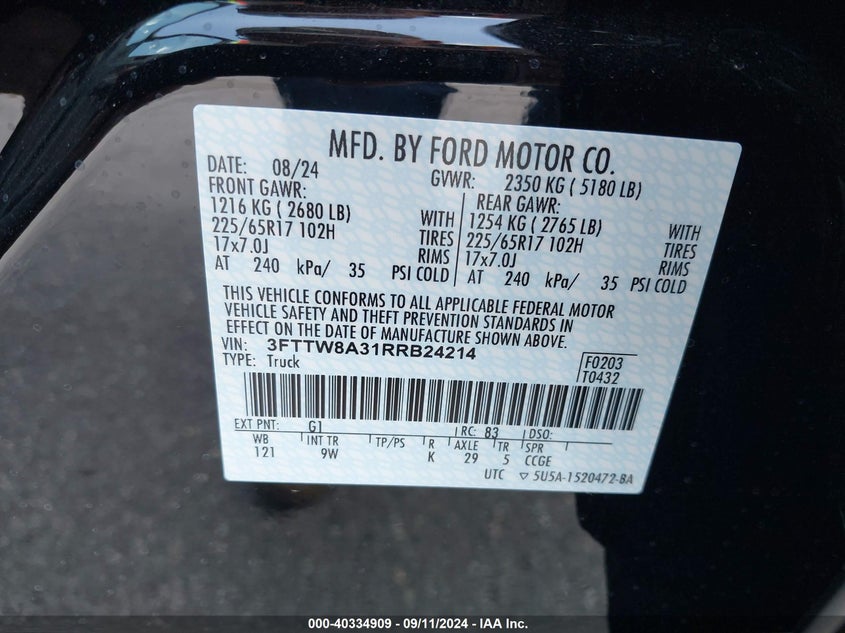 MFD. BY FORD MOTOR CO.
DATE: 08/24 GVWR: 2350 KG ( 5180 LB)
FRONT GAWR: REAR GAWR:
1216 KG ( 2680 LB) WITH 1254 KG ( 2765 LB) WITH
225/65R17 102H TIRES 225/65R17 102H TIRES
17x7.0J RIMS 17x7.0J RIMS
AT 240 kPa/ 35 PSI COLD AT 240 kPa/ 35 PSI COLD
THIS VEHICLE CONFORMS TO ALL APPLICABLE FEDERAL MOTOR
VEHICLE SAFETY AND THEFT PREVENTION STANDARDS IN
EFFECT ON THE DATE OF MANUFACTURE SHOWN ABOVE.
VIN: 3FTTW8A31RRB24214
TYPE: Truck
F0203
T0432
EXT PNT: G1 RC: 83 DSO:
WB INT TR TP/PS R AXLE TR SPR
121 9W K 29 5 CCGE
UTC ▽ 5U5A-1520472-BA
000-40334909 - 09/11/2024 - IAA Inc.